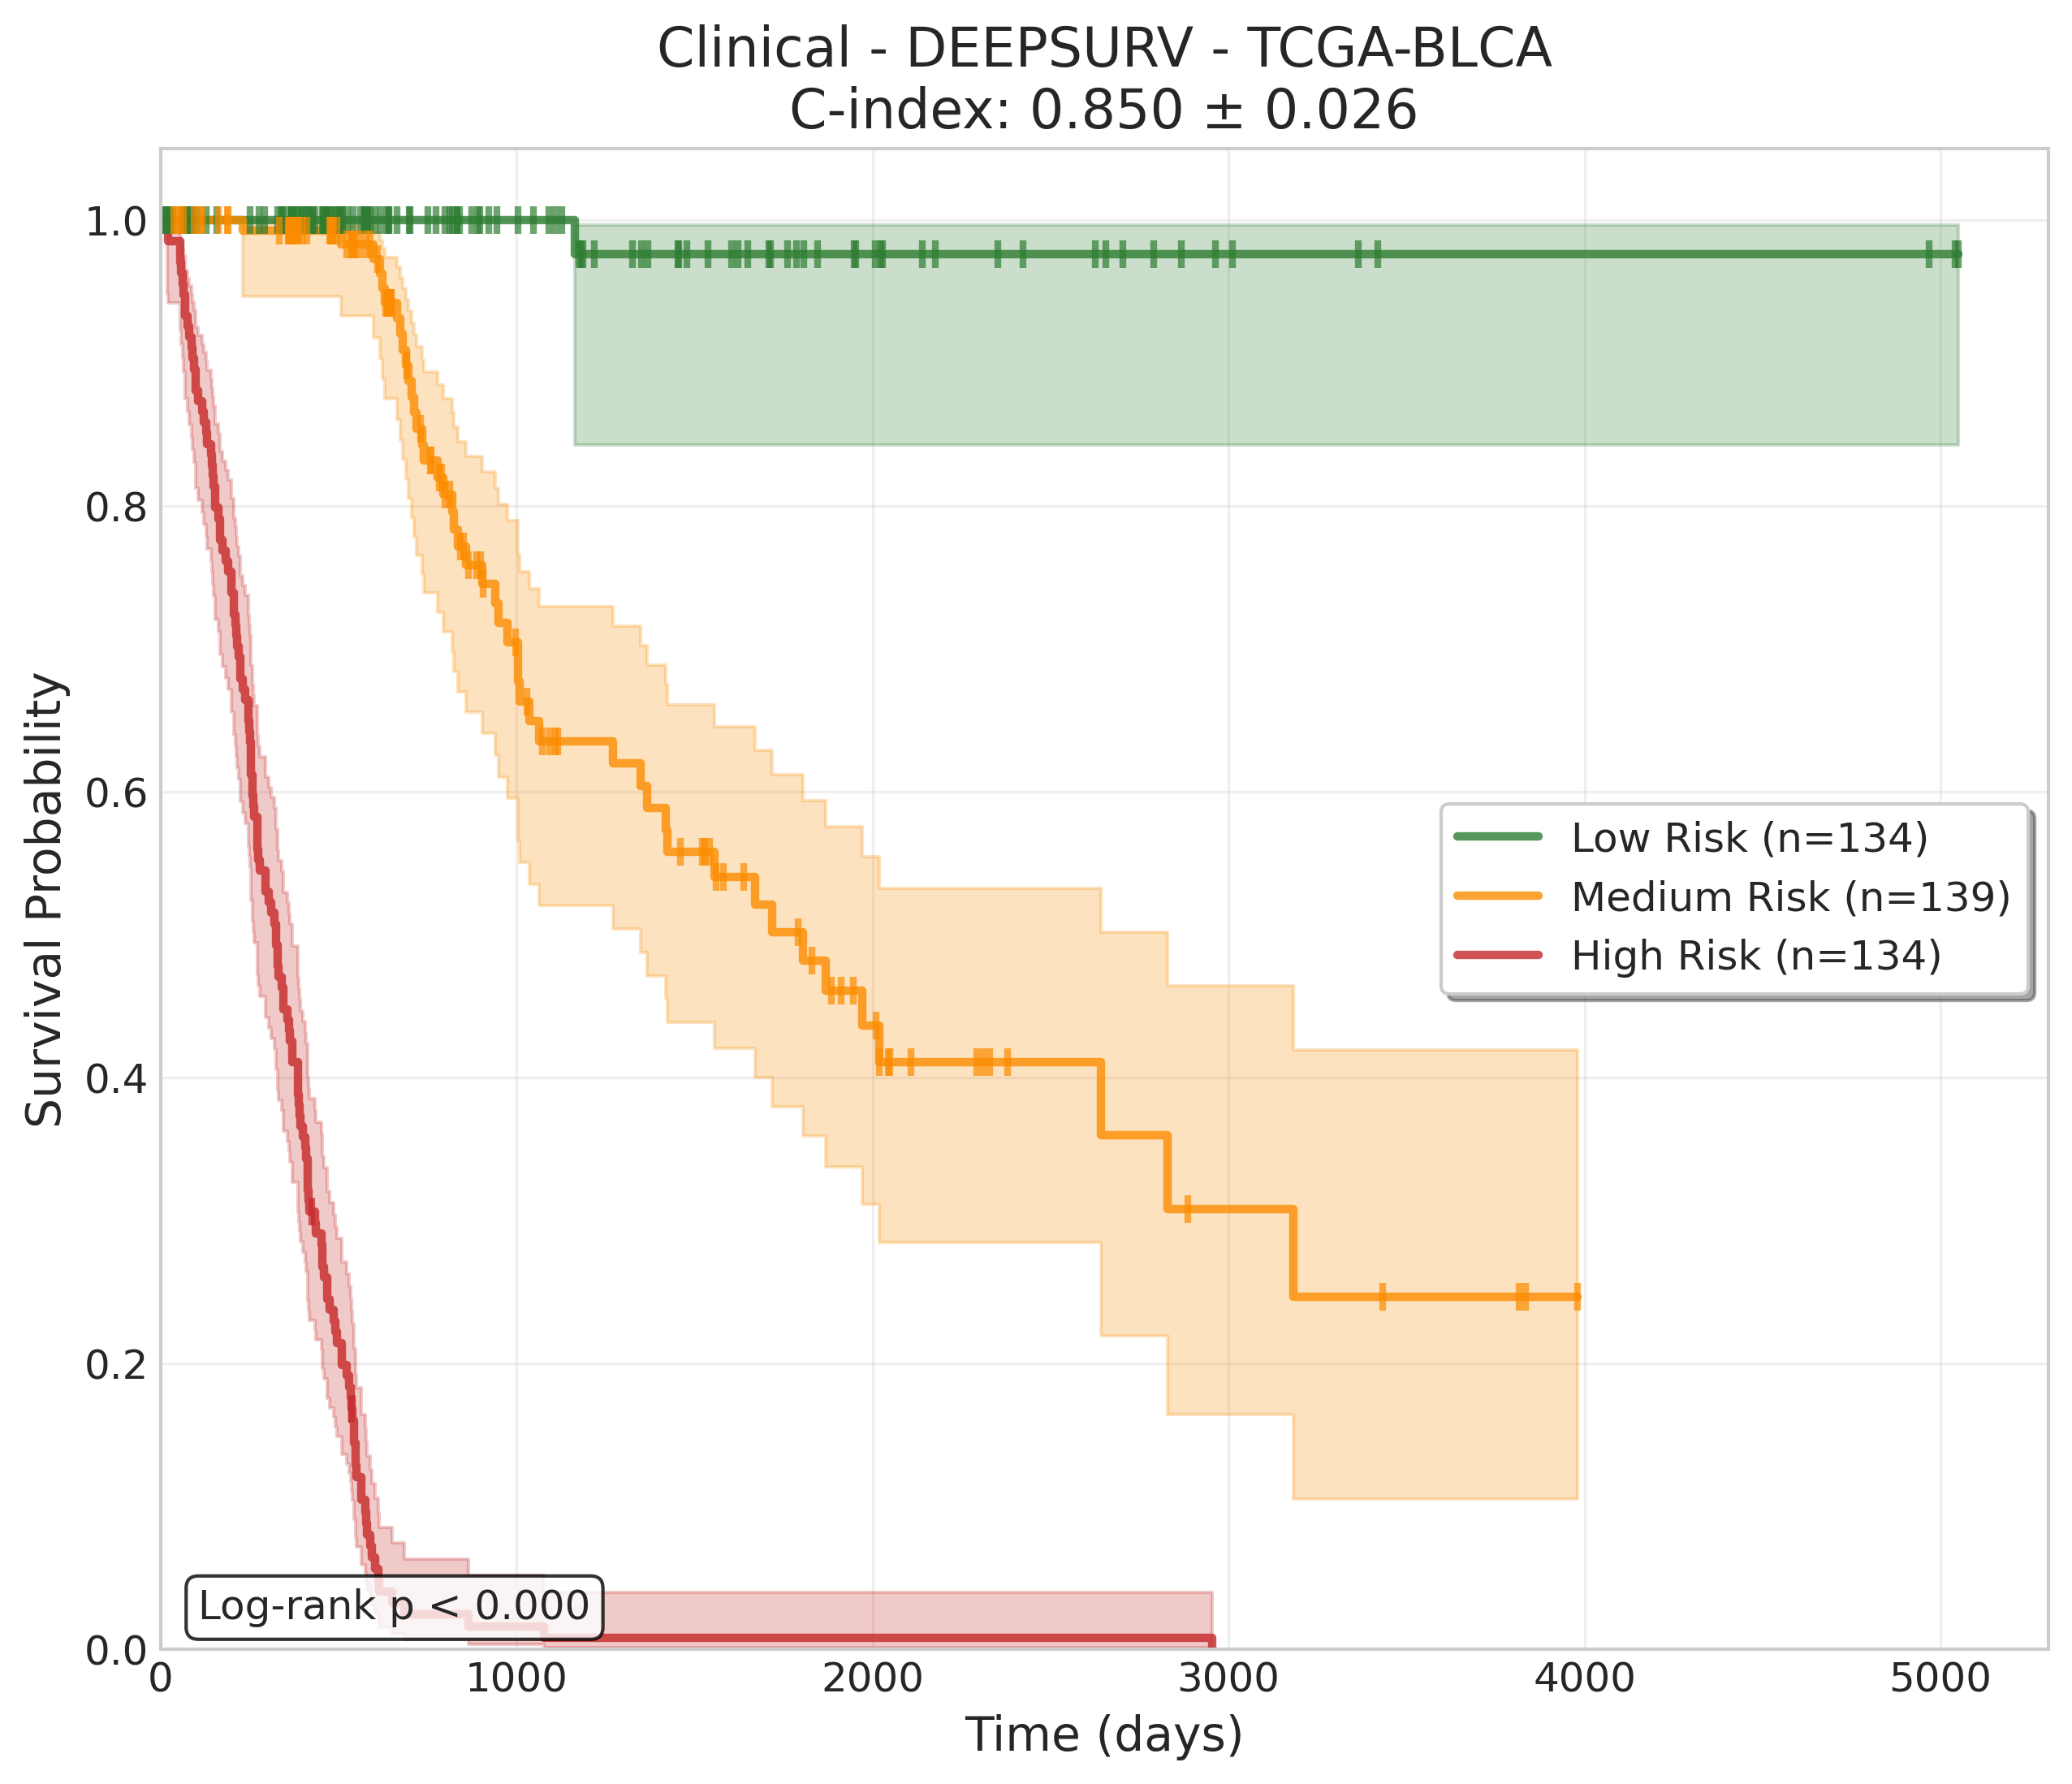 Clinical - DEEPSURV - TCGA-BLCA
C-index: 0.850 ± 0.026
Survival Probability
1.0
0.8
0.6
0.4
0.2
0.0
Low Risk (n=134)
Medium Risk (n=139)
High Risk (n=134)
Log-rank p < 0.000
0
1000
2000
3000
4000
5000
Time (days)